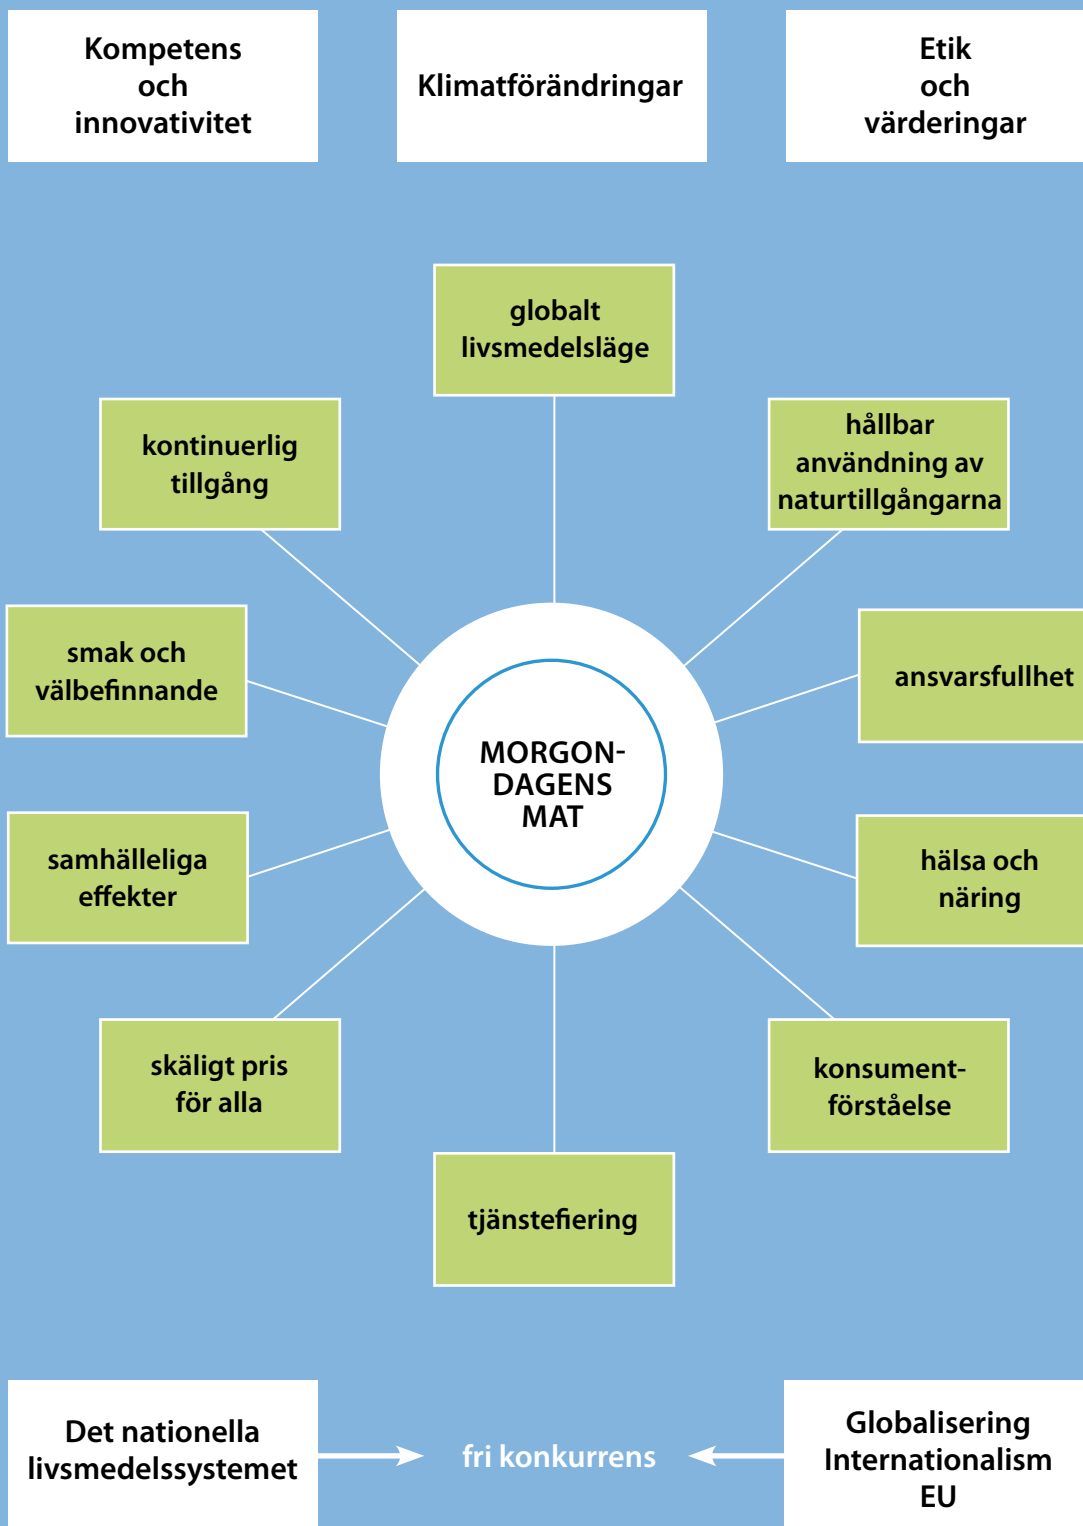 Kompetens
och
innovativitet
Klimatförändringar
Etik
och
värderingar
globalt
livsmedelsläge
kontinuerlig
tillgång
hållbar
användning av
naturtillgångarna
smak och
välbefinnande
ansvarsfullhet
MORGON-
DAGENS
MAT
samhälleliga
effekter
hälsa och
näring
skäligt pris
för alla
konsument-
förståelse
tjänstefiering
Det nationella
livsmedelssystemet
fri konkurrens
Globalisering
Internationalism
EU